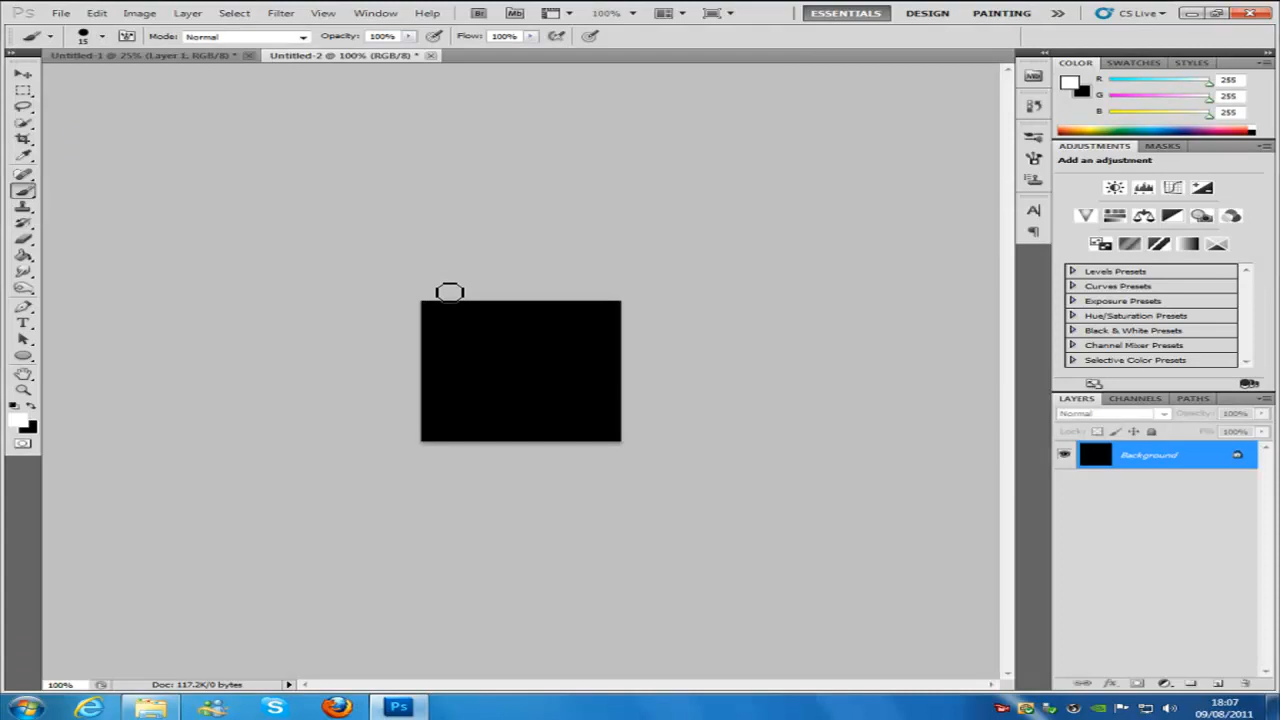 Ps File Edit Image Layer Select Filter View Window Help Br Mb 100% ESSENTIALS DESIGN PAINTING CS Live
15 Mode: Normal Opacity: 100% Flow: 100%
Untitled-1 @ 25% (Layer 1, RGB/8) * Untitled-2 @ 100% (RGB/8) *
COLOR SWATCHES STYLES
R 255
G 255
B 255
ADJUSTMENTS MASKS
Add an adjustment
Levels Presets
Curves Presets
Exposure Presets
Hue/Saturation Presets
Black & White Presets
Channel Mixer Presets
Selective Color Presets
LAYERS CHANNELS PATHS
Normal Opacity: 100%
Lock: Fill: 100%
Background
100% Doc: 117.2K/0 bytes
Ps
18:07
09/08/2011